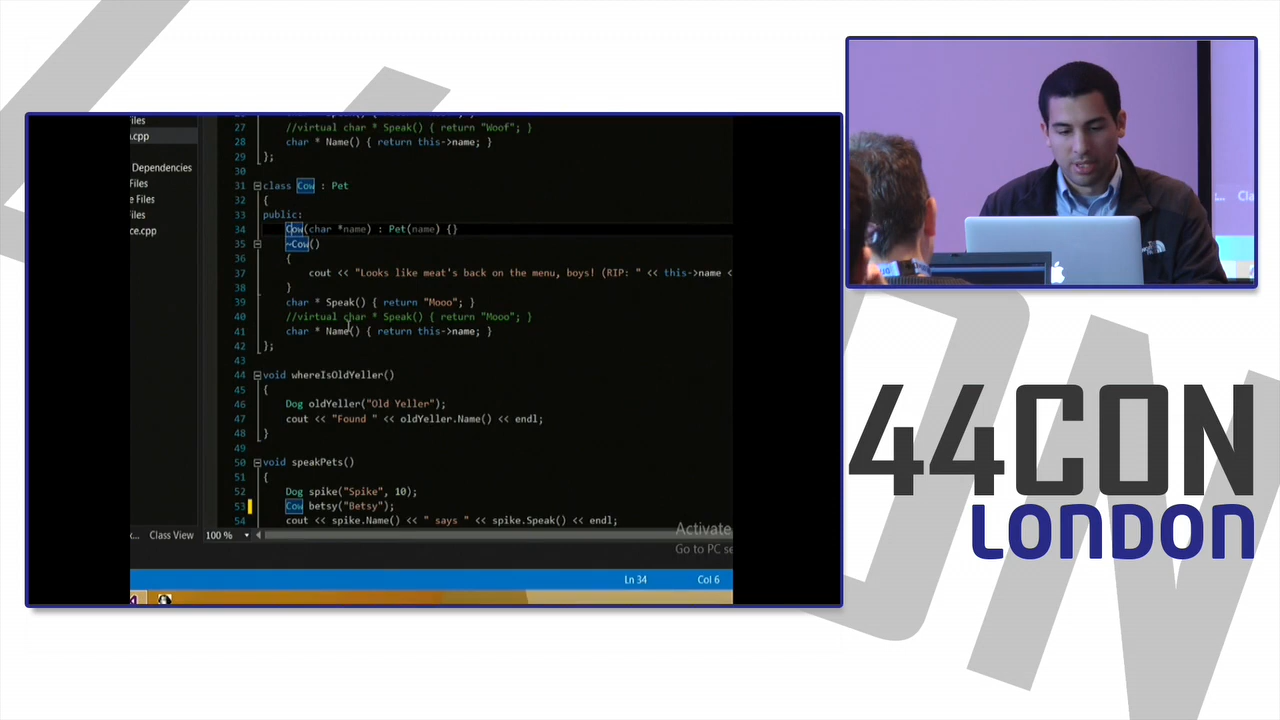 iles
.cpp
Dependencies
Files
e Files
Files
ce.cpp
27 //virtual char * Speak() { return "Woof"; }
28 char * Name() { return this->name; }
29 };
30
31 class Cow : Pet
32 {
33 public:
34 Cow(char *name) : Pet(name) {}
35 ~Cow()
36 {
37 cout << "Looks like meat's back on the menu, boys! (RIP: " << this->name <
38 }
39 char * Speak() { return "Mooo"; }
40 //virtual char * Speak() { return "Mooo"; }
41 char * Name() { return this->name; }
42 };
43
44 void whereIsOldYeller()
45 {
46 Dog oldYeller("Old Yeller");
47 cout << "Found " << oldYeller.Name() << endl;
48 }
49
50 void speakPets()
51 {
52 Dog spike("Spike", 10);
53 Cow betsy("Betsy");
54 cout << spike.Name() << " says " << spike.Speak() << endl;
x... Class View 100 %
Activate
Go to PC se
Ln 34 Col 6
44CON
LONDON